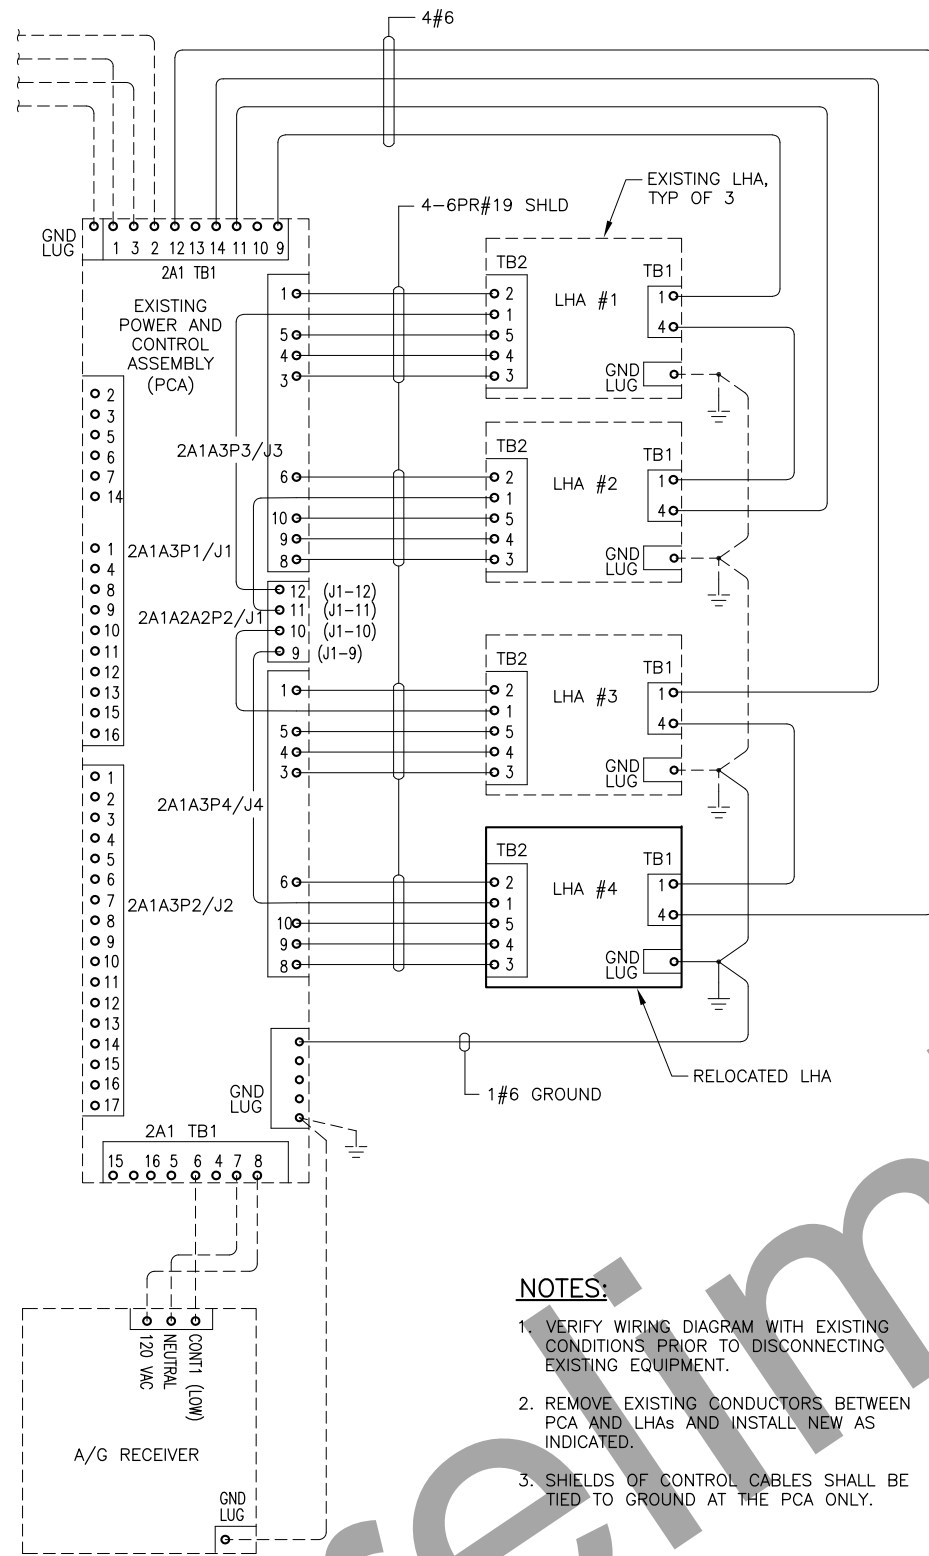 4#6
EXISTING LHA,
TYP OF 3
4-6PR#19 SHLD
GND
LUG
1 3 2 12 13 14 11 10 9
2A1 TB1
EXISTING
POWER AND
CONTROL
ASSEMBLY
(PCA)
2
3
5
6
7
14
1
4
8
9
10
11
12
13
15
16
2A1A3P1/J1
1
2
3
4
5
6
7
8
9
10
11
12
13
14
15
16
17
2A1A3P2/J2
1
5
4
3
2A1A3P3/J3
6
10
9
8
12 (J1-12)
11 (J1-11)
10 (J1-10)
9 (J1-9)
2A1A2A2P2/J1
1
5
4
3
2A1A3P4/J4
6
10
9
8
TB2
2
1
5
4
3
LHA #1
TB1
1
4
GND
LUG
TB2
2
1
5
4
3
LHA #2
TB1
1
4
GND
LUG
TB2
2
1
5
4
3
LHA #3
TB1
1
4
GND
LUG
TB2
2
1
5
4
3
LHA #4
TB1
1
4
GND
LUG
RELOCATED LHA
1#6 GROUND
GND
LUG
2A1 TB1
15 16 5 6 4 7 8
120 VAC
NEUTRAL
CONT1 (LOW)
A/G RECEIVER
GND
LUG
NOTES:
1. VERIFY WIRING DIAGRAM WITH EXISTING
CONDITIONS PRIOR TO DISCONNECTING
EXISTING EQUIPMENT.
2. REMOVE EXISTING CONDUCTORS BETWEEN
PCA AND LHAs AND INSTALL NEW AS
INDICATED.
3. SHIELDS OF CONTROL CABLES SHALL BE
TIED TO GROUND AT THE PCA ONLY.